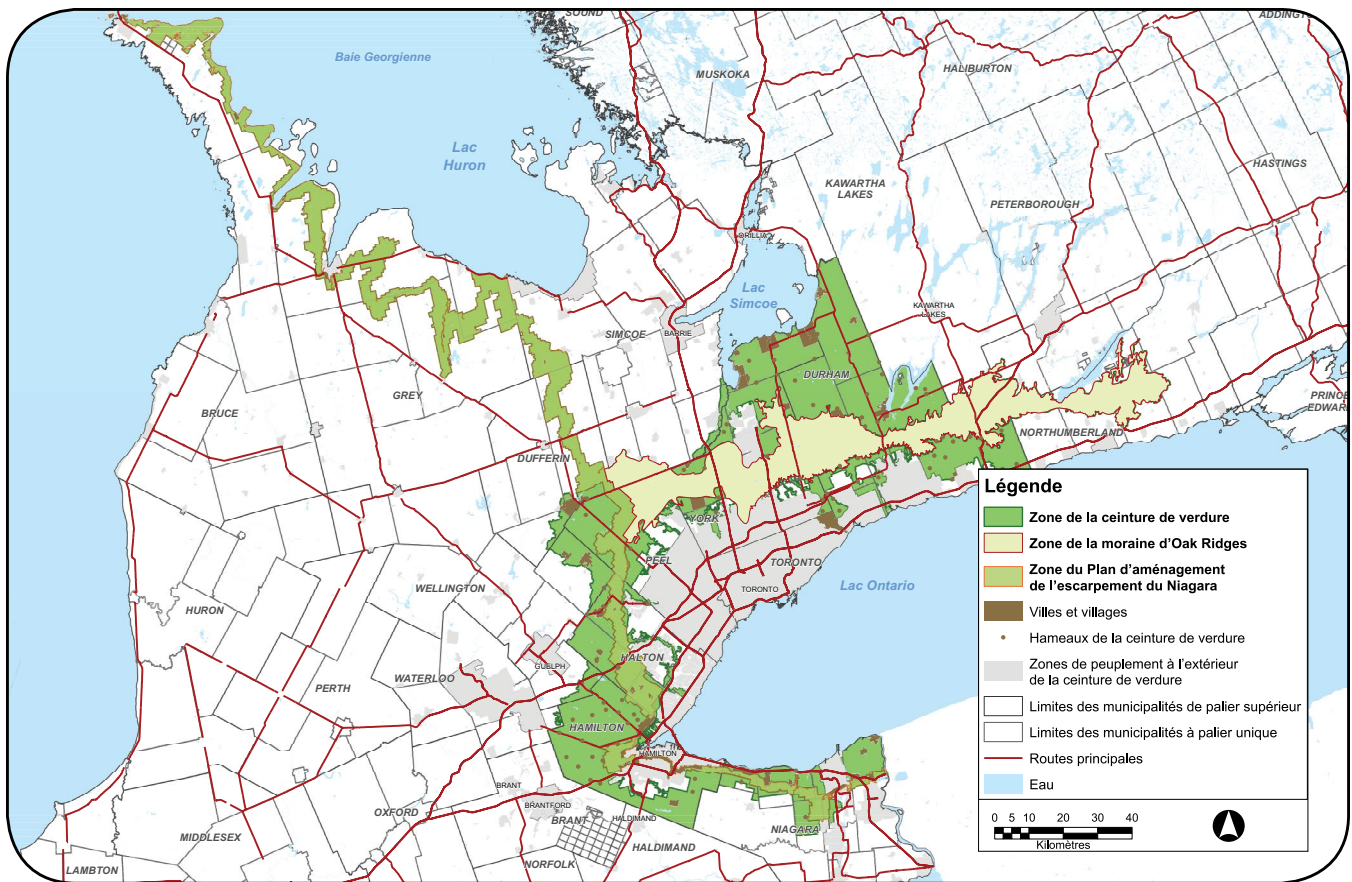 SOUND
ADDINGT
Baie Georgienne
MUSKOKA
HALIBURTON
Lac
Huron
HASTINGS
KAWARTHA
LAKES
PETERBOROUGH
ORILLIA
Lac
Simcoe
KAWARTHA
LAKES
SIMCOE
BARRIE
DURHAM
GREY
BRUCE
PRINCE
EDWARD
NORTHUMBERLAND
DUFFERIN
YORK
PEEL
TORONTO
TORONTO
Lac Ontario
WELLINGTON
HURON
HALTON
GUELPH
WATERLOO
PERTH
HAMILTON
HAMILTON
BRANT
BRANTFORD
BRANT
OXFORD
HALDIMAND
HALDIMAND
NIAGARA
MIDDLESEX
NORFOLK
LAMBTON
Légende
Zone de la ceinture de verdure
Zone de la moraine d'Oak Ridges
Zone du Plan d'aménagement
de l'escarpement du Niagara
Villes et villages
Hameaux de la ceinture de verdure
Zones de peuplement à l'extérieur
de la ceinture de verdure
Limites des municipalités de palier supérieur
Limites des municipalités à palier unique
Routes principales
Eau
0 5 10 20 30 40
Kilomètres